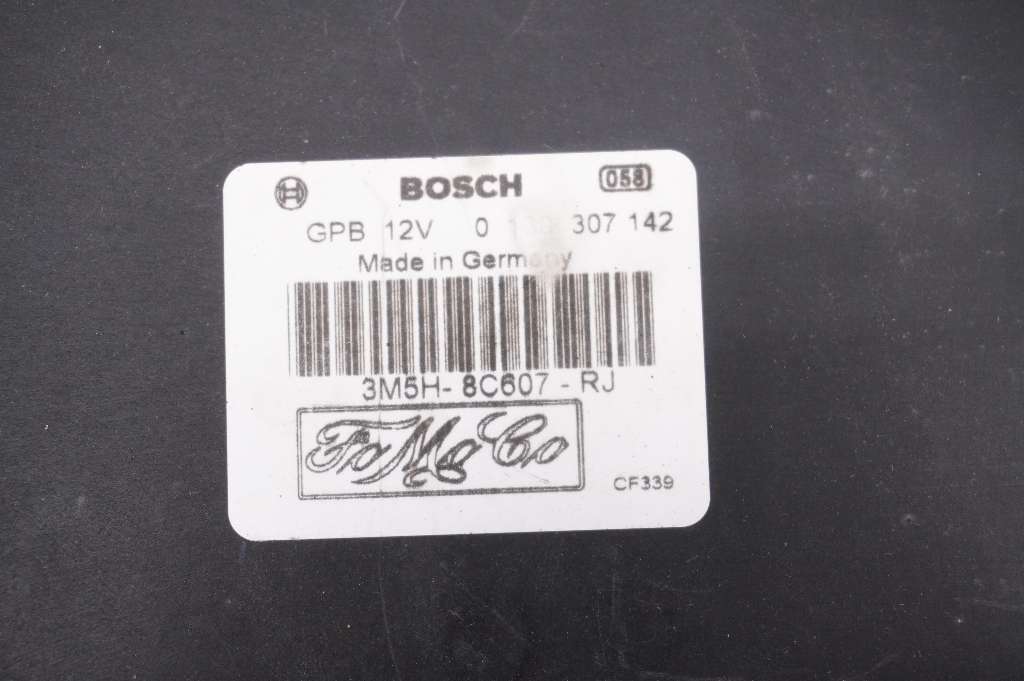 BOSCH 058
GPB 12V 0 307 142
Made in Germany
3M5H-8C607-RJ
FoMoCo
CF339